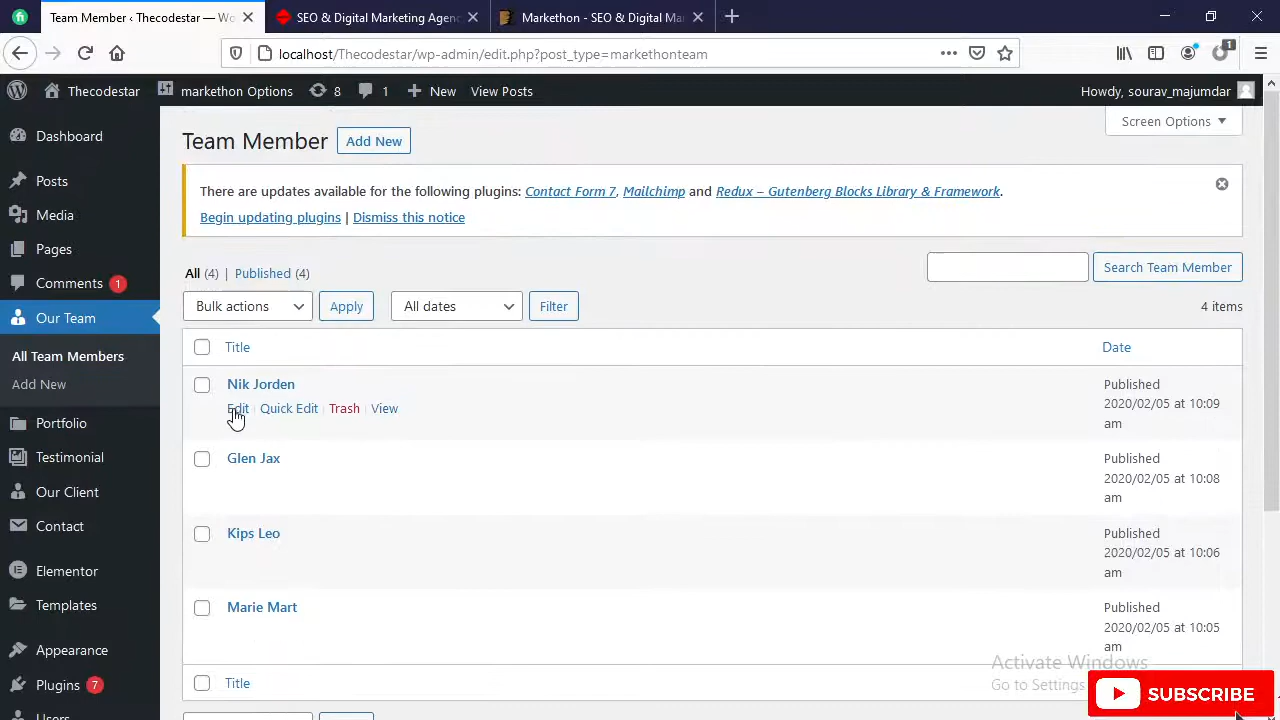 Team Member ‹ Thecodestar — Wo
SEO & Digital Marketing Agenc
Markethon - SEO & Digital Ma
localhost/Thecodestar/wp-admin/edit.php?post_type=markethonteam
1
Thecodestar
markethon Options
8
1
+ New
View Posts
Howdy, sourav_majumdar
Dashboard
Posts
Media
Pages
Comments 1
Our Team
All Team Members
Add New
Portfolio
Testimonial
Our Client
Contact
Elementor
Templates
Appearance
Plugins 7
Users
Screen Options
Team Member
Add New
There are updates available for the following plugins: Contact Form 7, Mailchimp and Redux – Gutenberg Blocks Library & Framework.
Begin updating plugins | Dismiss this notice
All (4) | Published (4)
Search Team Member
Bulk actions
Apply
All dates
Filter
4 items
Title
Date
Nik Jorden
Edit | Quick Edit | Trash | View
Published
2020/02/05 at 10:09
am
Glen Jax
Published
2020/02/05 at 10:08
am
Kips Leo
Published
2020/02/05 at 10:06
am
Marie Mart
Published
2020/02/05 at 10:05
am
Title
Activate Windows
Go to Settings
SUBSCRIBE